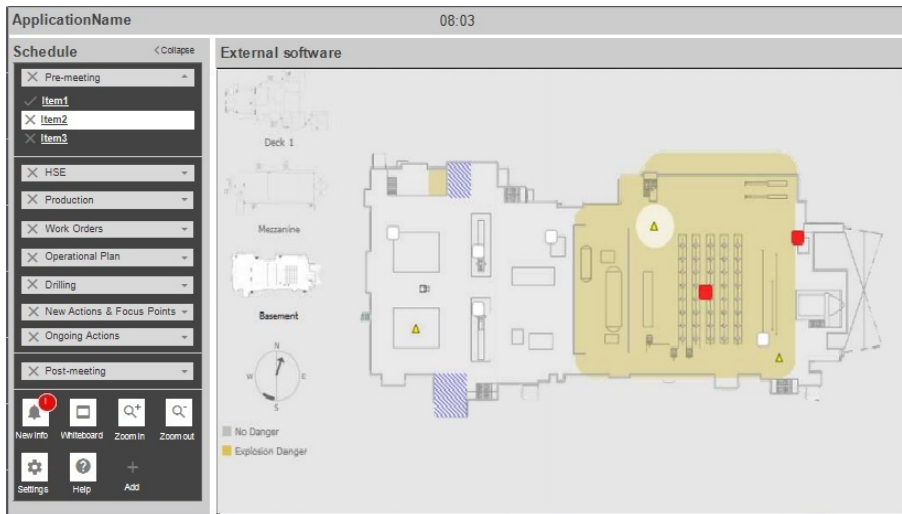 ApplicationName
08:03
Schedule
<Collapse
Pre-meeting
Item1
Item2
Item3
HSE
Production
Work Orders
Operational Plan
Drilling
New Actions & Focus Points
Ongoing Actions
Post-meeting
New Info
Whiteboard
Zoom In
Zoom out
Settings
Help
Add
External software
Deck 1
Mezzanine
Basement
N
W
E
S
No Danger
Explosion Danger